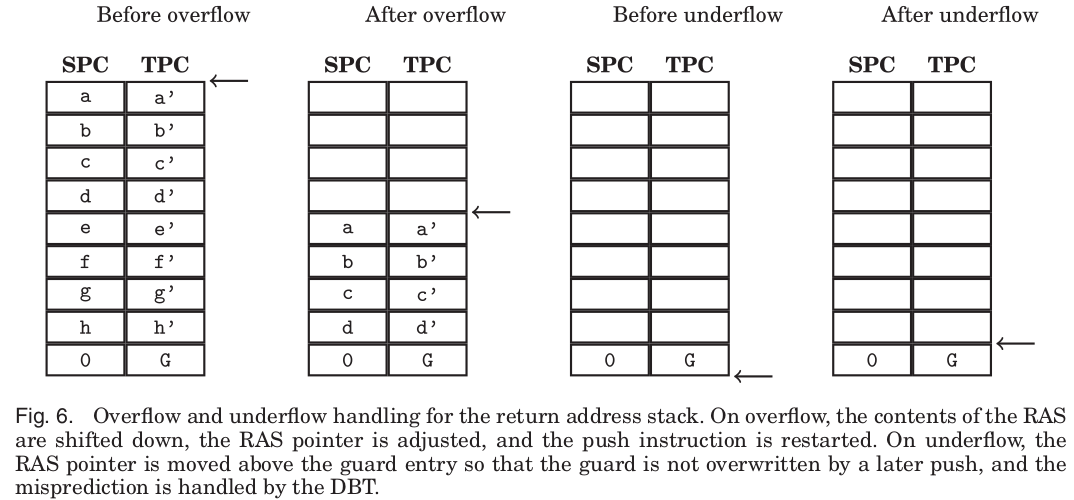 Before overflow After overflow Before underflow After underflow
SPC TPC SPC TPC SPC TPC SPC TPC
a a’
b b’
c c’
d d’
e e’ a a’
f f’ b b’
g g’ c c’
h h’ d d’
0 G 0 G 0 G 0 G
Fig. 6. Overflow and underflow handling for the return address stack. On overflow, the contents of the RAS
are shifted down, the RAS pointer is adjusted, and the push instruction is restarted. On underflow, the
RAS pointer is moved above the guard entry so that the guard is not overwritten by a later push, and the
misprediction is handled by the DBT.